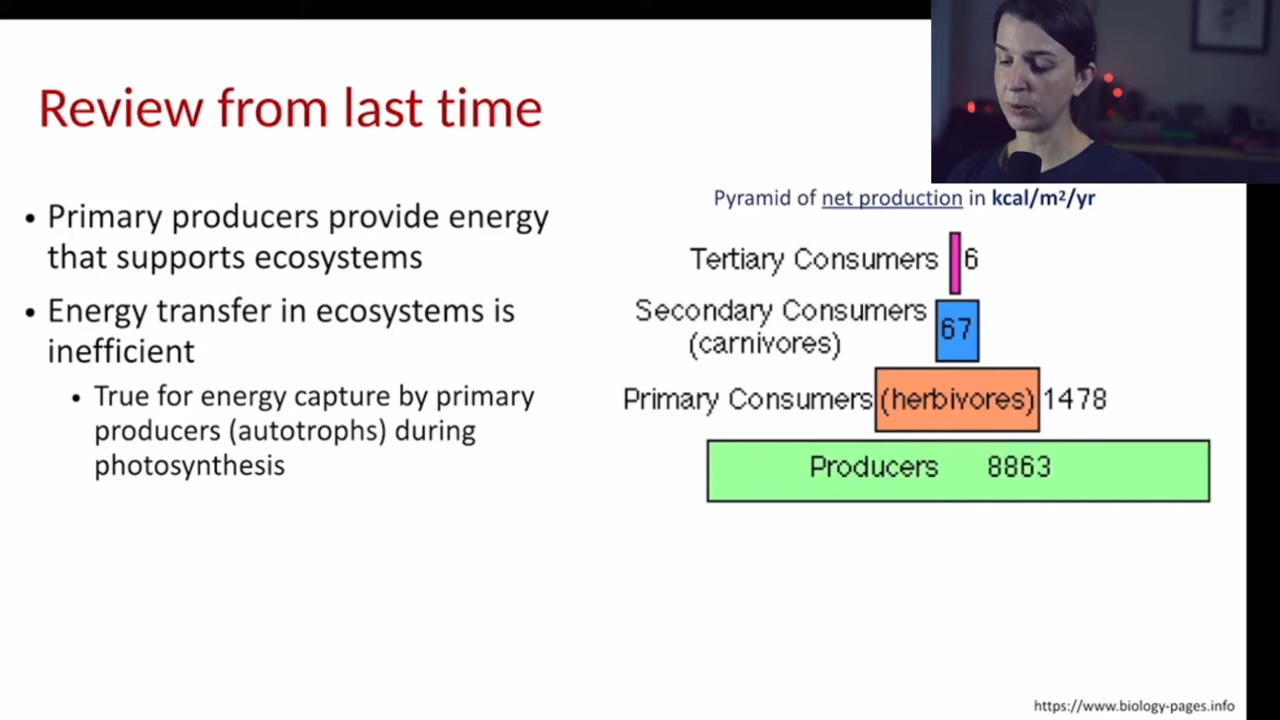 Review from last time
• Primary producers provide energy
that supports ecosystems
• Energy transfer in ecosystems is
inefficient
• True for energy capture by primary
producers (autotrophs) during
photosynthesis
Pyramid of net production in kcal/m²/yr
Tertiary Consumers 6
Secondary Consumers
(carnivores) 67
Primary Consumers (herbivores) 1478
Producers 8863
https://www.biology-pages.info